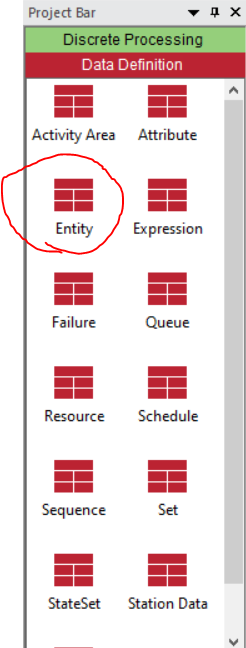 Project Bar
Discrete Processing
Data Definition
Activity Area Attribute
Entity Expression
Failure Queue
Resource Schedule
Sequence Set
StateSet Station Data